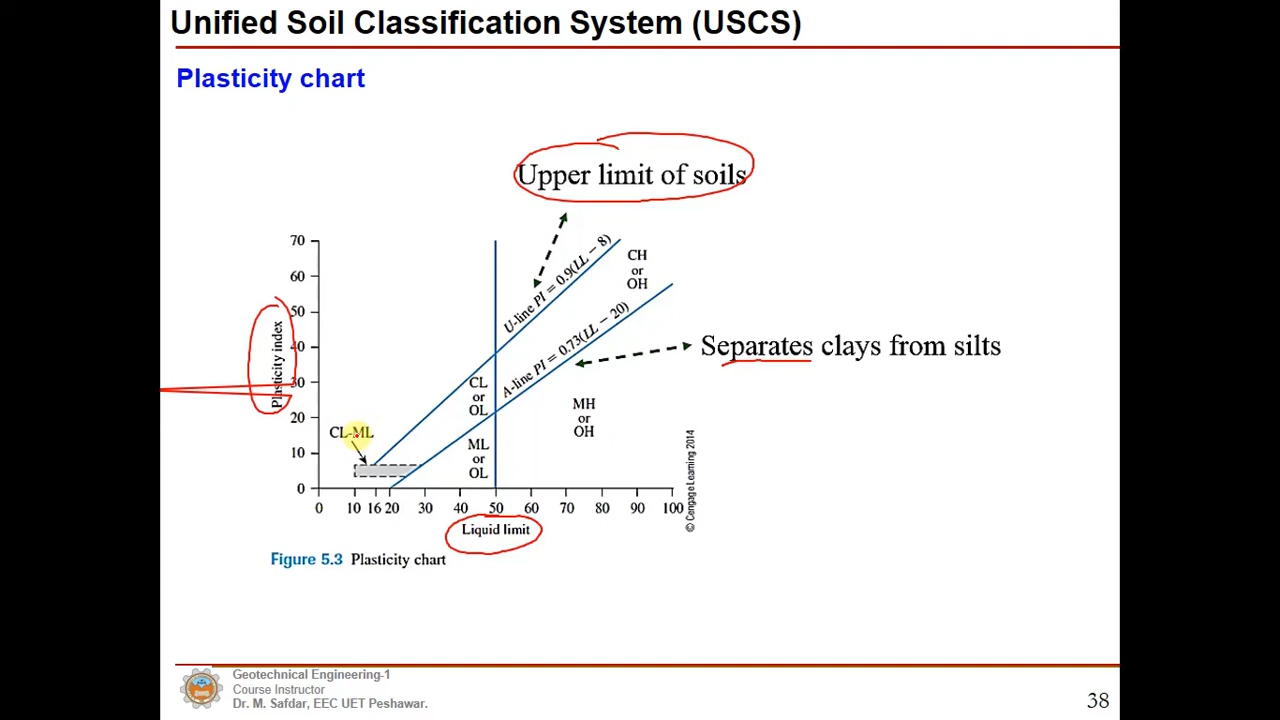 Unified Soil Classification System (USCS)
Plasticity chart
Upper limit of soils
70
60
50
40
30
20
10
0
Plasticity index
U-line PI = 0.9(LL − 8)
CH
or
OH
A-line PI = 0.73(LL − 20)
Separates clays from silts
CL
or
OL
MH
or
OH
CL-ML
ML
or
OL
0 10 16 20 30 40 50 60 70 80 90 100
Liquid limit
© Cengage Learning 2014
Figure 5.3 Plasticity chart
Geotechnical Engineering-1
Course Instructor
Dr. M. Safdar, EEC UET Peshawar.
38